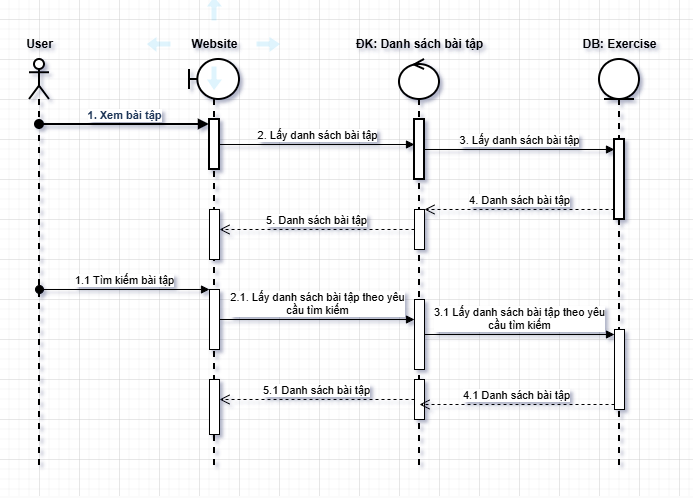 User
Website
ĐK: Danh sách bài tập
DB: Exercise
1. Xem bài tập
2. Lấy danh sách bài tập
3. Lấy danh sách bài tập
4. Danh sách bài tập
5. Danh sách bài tập
1.1 Tìm kiếm bài tập
2.1. Lấy danh sách bài tập theo yêu
cầu tìm kiếm
3.1 Lấy danh sách bài tập theo yêu
cầu tìm kiếm
5.1 Danh sách bài tập
4.1 Danh sách bài tập